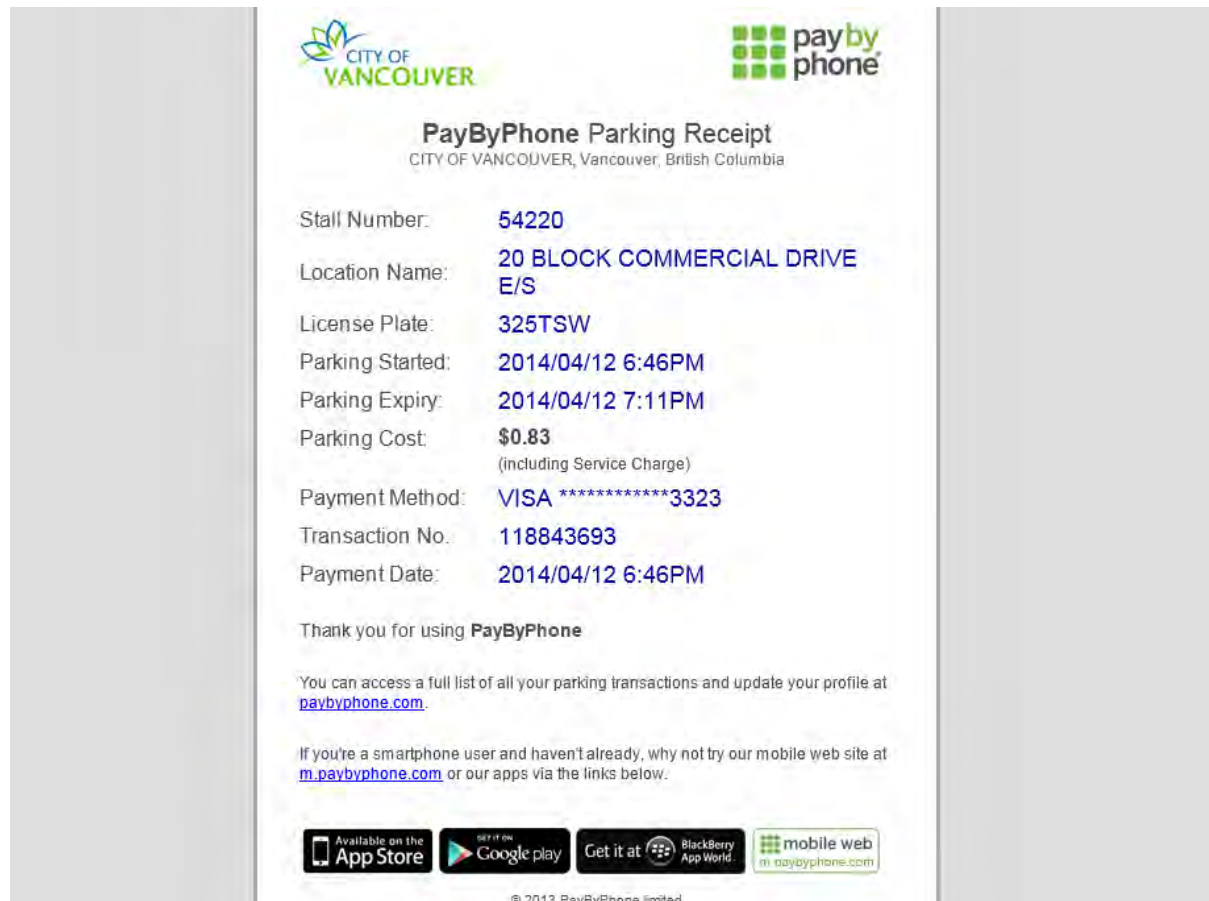 CITY OF
VANCOUVER
pay by
phone
PayByPhone Parking Receipt
CITY OF VANCOUVER, Vancouver, British Columbia
Stall Number: 54220
Location Name: 20 BLOCK COMMERCIAL DRIVE
E/S
License Plate: 325TSW
Parking Started: 2014/04/12 6:46PM
Parking Expiry: 2014/04/12 7:11PM
Parking Cost: $0.83
(including Service Charge)
Payment Method: VISA ************3323
Transaction No. 118843693
Payment Date: 2014/04/12 6:46PM
Thank you for using PayByPhone
You can access a full list of all your parking transactions and update your profile at
paybyphone.com.
If you're a smartphone user and haven't already, why not try our mobile web site at
m.paybyphone.com or our apps via the links below.
Available on the
App Store
GET IT ON
Google play
Get it at BlackBerry
App World
mobile web
m.paybyphone.com
© 2013 PayByPhone limited